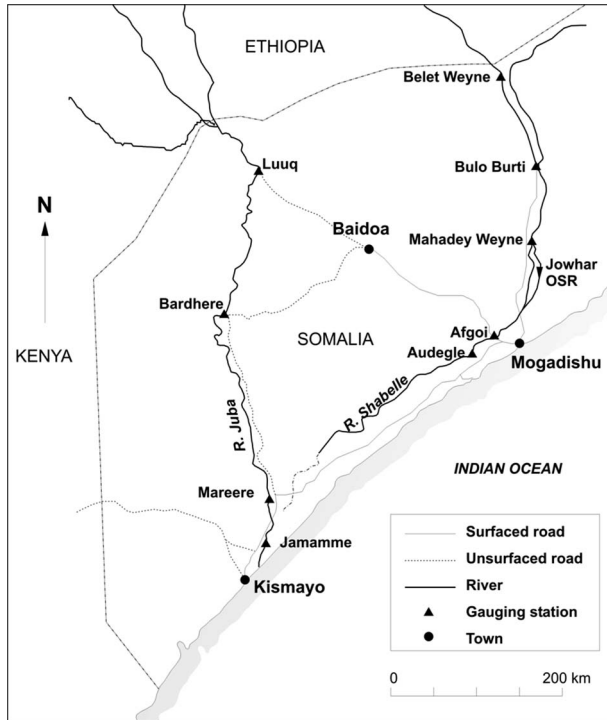 ETHIOPIA
Belet Weyne
Luuq
Bulo Burti
N
Baidoa
Mahadey Weyne
Jowhar
OSR
Bardhere
SOMALIA
Afgoi
KENYA
Audegle
Mogadishu
R. Shabelle
R. Juba
INDIAN OCEAN
Mareere
Jamamme
Kismayo
Surfaced road
Unsurfaced road
River
Gauging station
Town
0
200 km